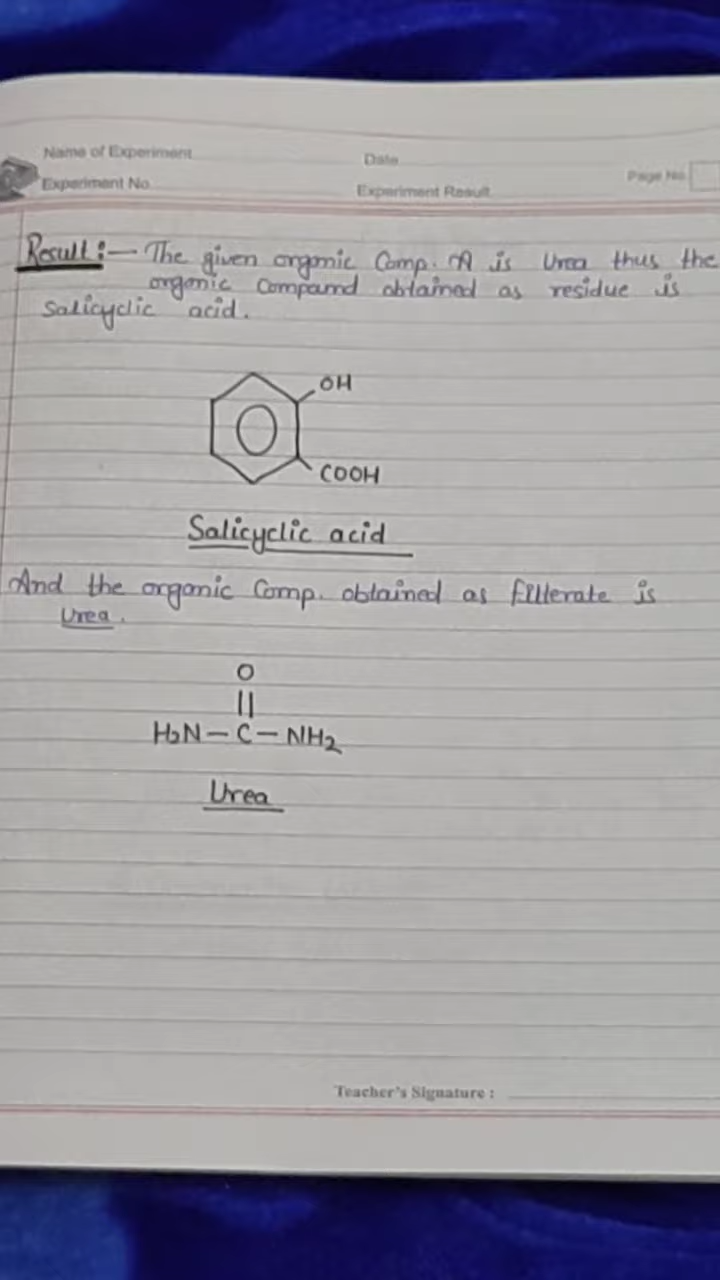 Name of Experiment
Date
Page No.
Experiment No.
Experiment Result
Result:— The given organic Comp. A is Urea thus the
organic Compound obtained as residue is
Salicyclic acid.
OH
COOH
Salicyclic acid
And the organic Comp. obtained as fillerate is
Urea.
O
||
H₂N — C — NH₂
Urea
Teacher's Signature :